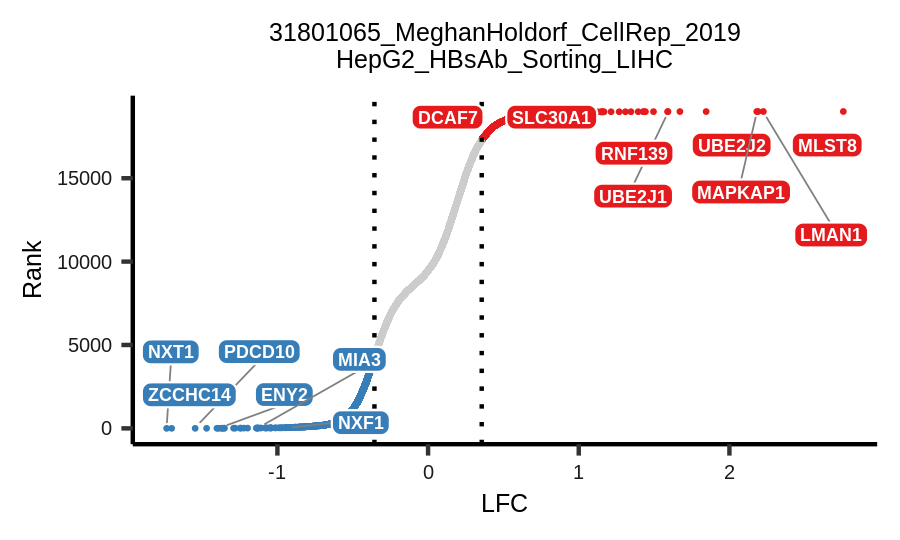 31801065_MeghanHoldorf_CellRep_2019
HepG2_HBsAb_Sorting_LIHC
DCAF7
SLC30A1
RNF139
UBE2J2
MLST8
UBE2J1
MAPKAP1
LMAN1
NXT1
PDCD10
MIA3
ZCCHC14
ENY2
NXF1
Rank
15000
10000
5000
0
-1
0
1
2
LFC